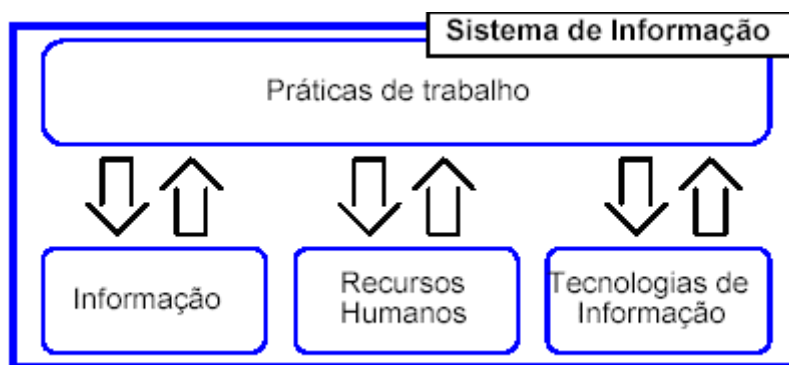 Sistema de Informação
Práticas de trabalho
Informação
Recursos
Humanos
Tecnologias de
Informação